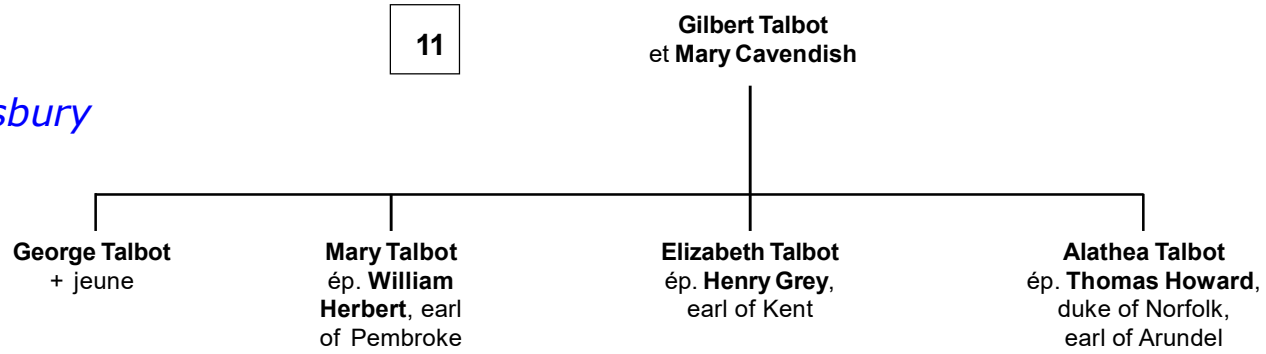 11
Gilbert Talbot
et Mary Cavendish
sbury
George Talbot
+ jeune
Mary Talbot
ép. William
Herbert, earl
of Pembroke
Elizabeth Talbot
ép. Henry Grey,
earl of Kent
Alathea Talbot
ép. Thomas Howard,
duke of Norfolk,
earl of Arundel